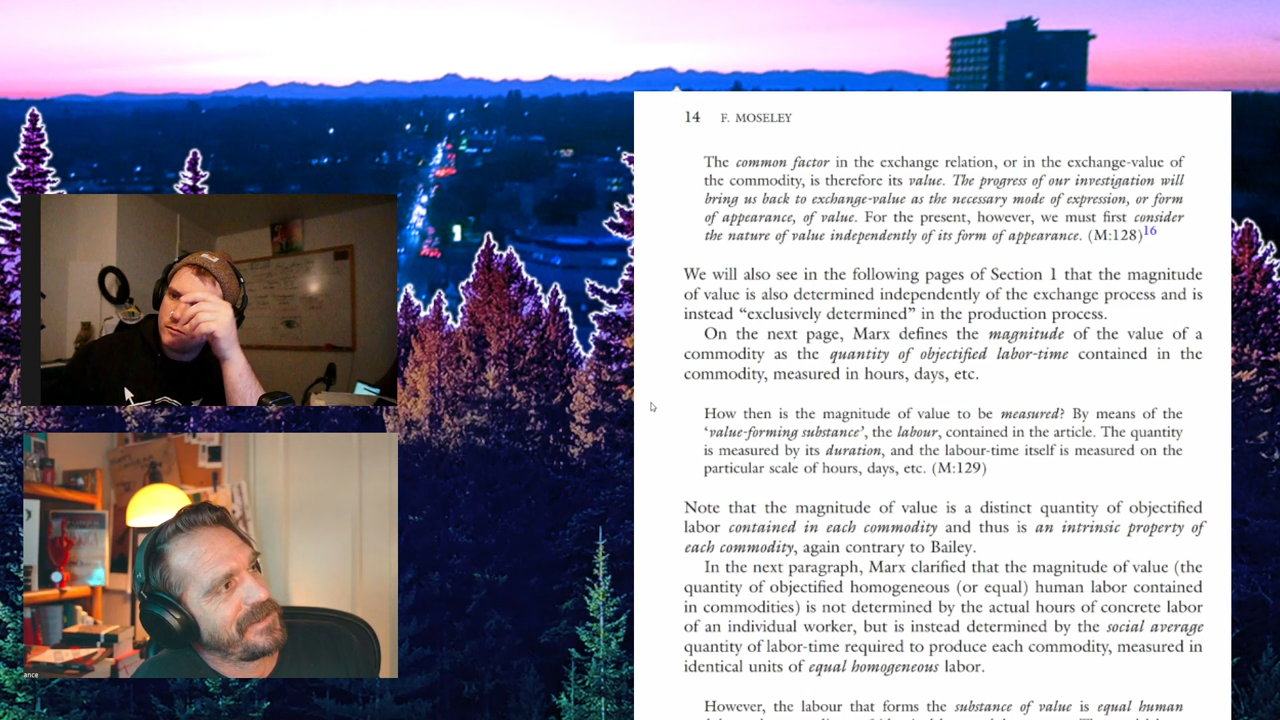 14 F. MOSELEY
The common factor in the exchange relation, or in the exchange-value of
the commodity, is therefore its value. The progress of our investigation will
bring us back to exchange-value as the necessary mode of expression, or form
of appearance, of value. For the present, however, we must first consider
the nature of value independently of its form of appearance. (M:128)16
We will also see in the following pages of Section 1 that the magnitude
of value is also determined independently of the exchange process and is
instead “exclusively determined” in the production process.
On the next page, Marx defines the magnitude of the value of a
commodity as the quantity of objectified labor-time contained in the
commodity, measured in hours, days, etc.
How then is the magnitude of value to be measured? By means of the
‘value-forming substance’, the labour, contained in the article. The quantity
is measured by its duration, and the labour-time itself is measured on the
particular scale of hours, days, etc. (M:129)
Note that the magnitude of value is a distinct quantity of objectified
labor contained in each commodity and thus is an intrinsic property of
each commodity, again contrary to Bailey.
In the next paragraph, Marx clarified that the magnitude of value (the
quantity of objectified homogeneous (or equal) human labor contained
in commodities) is not determined by the actual hours of concrete labor
of an individual worker, but is instead determined by the social average
quantity of labor-time required to produce each commodity, measured in
identical units of equal homogeneous labor.
However, the labour that forms the substance of value is equal human
ance